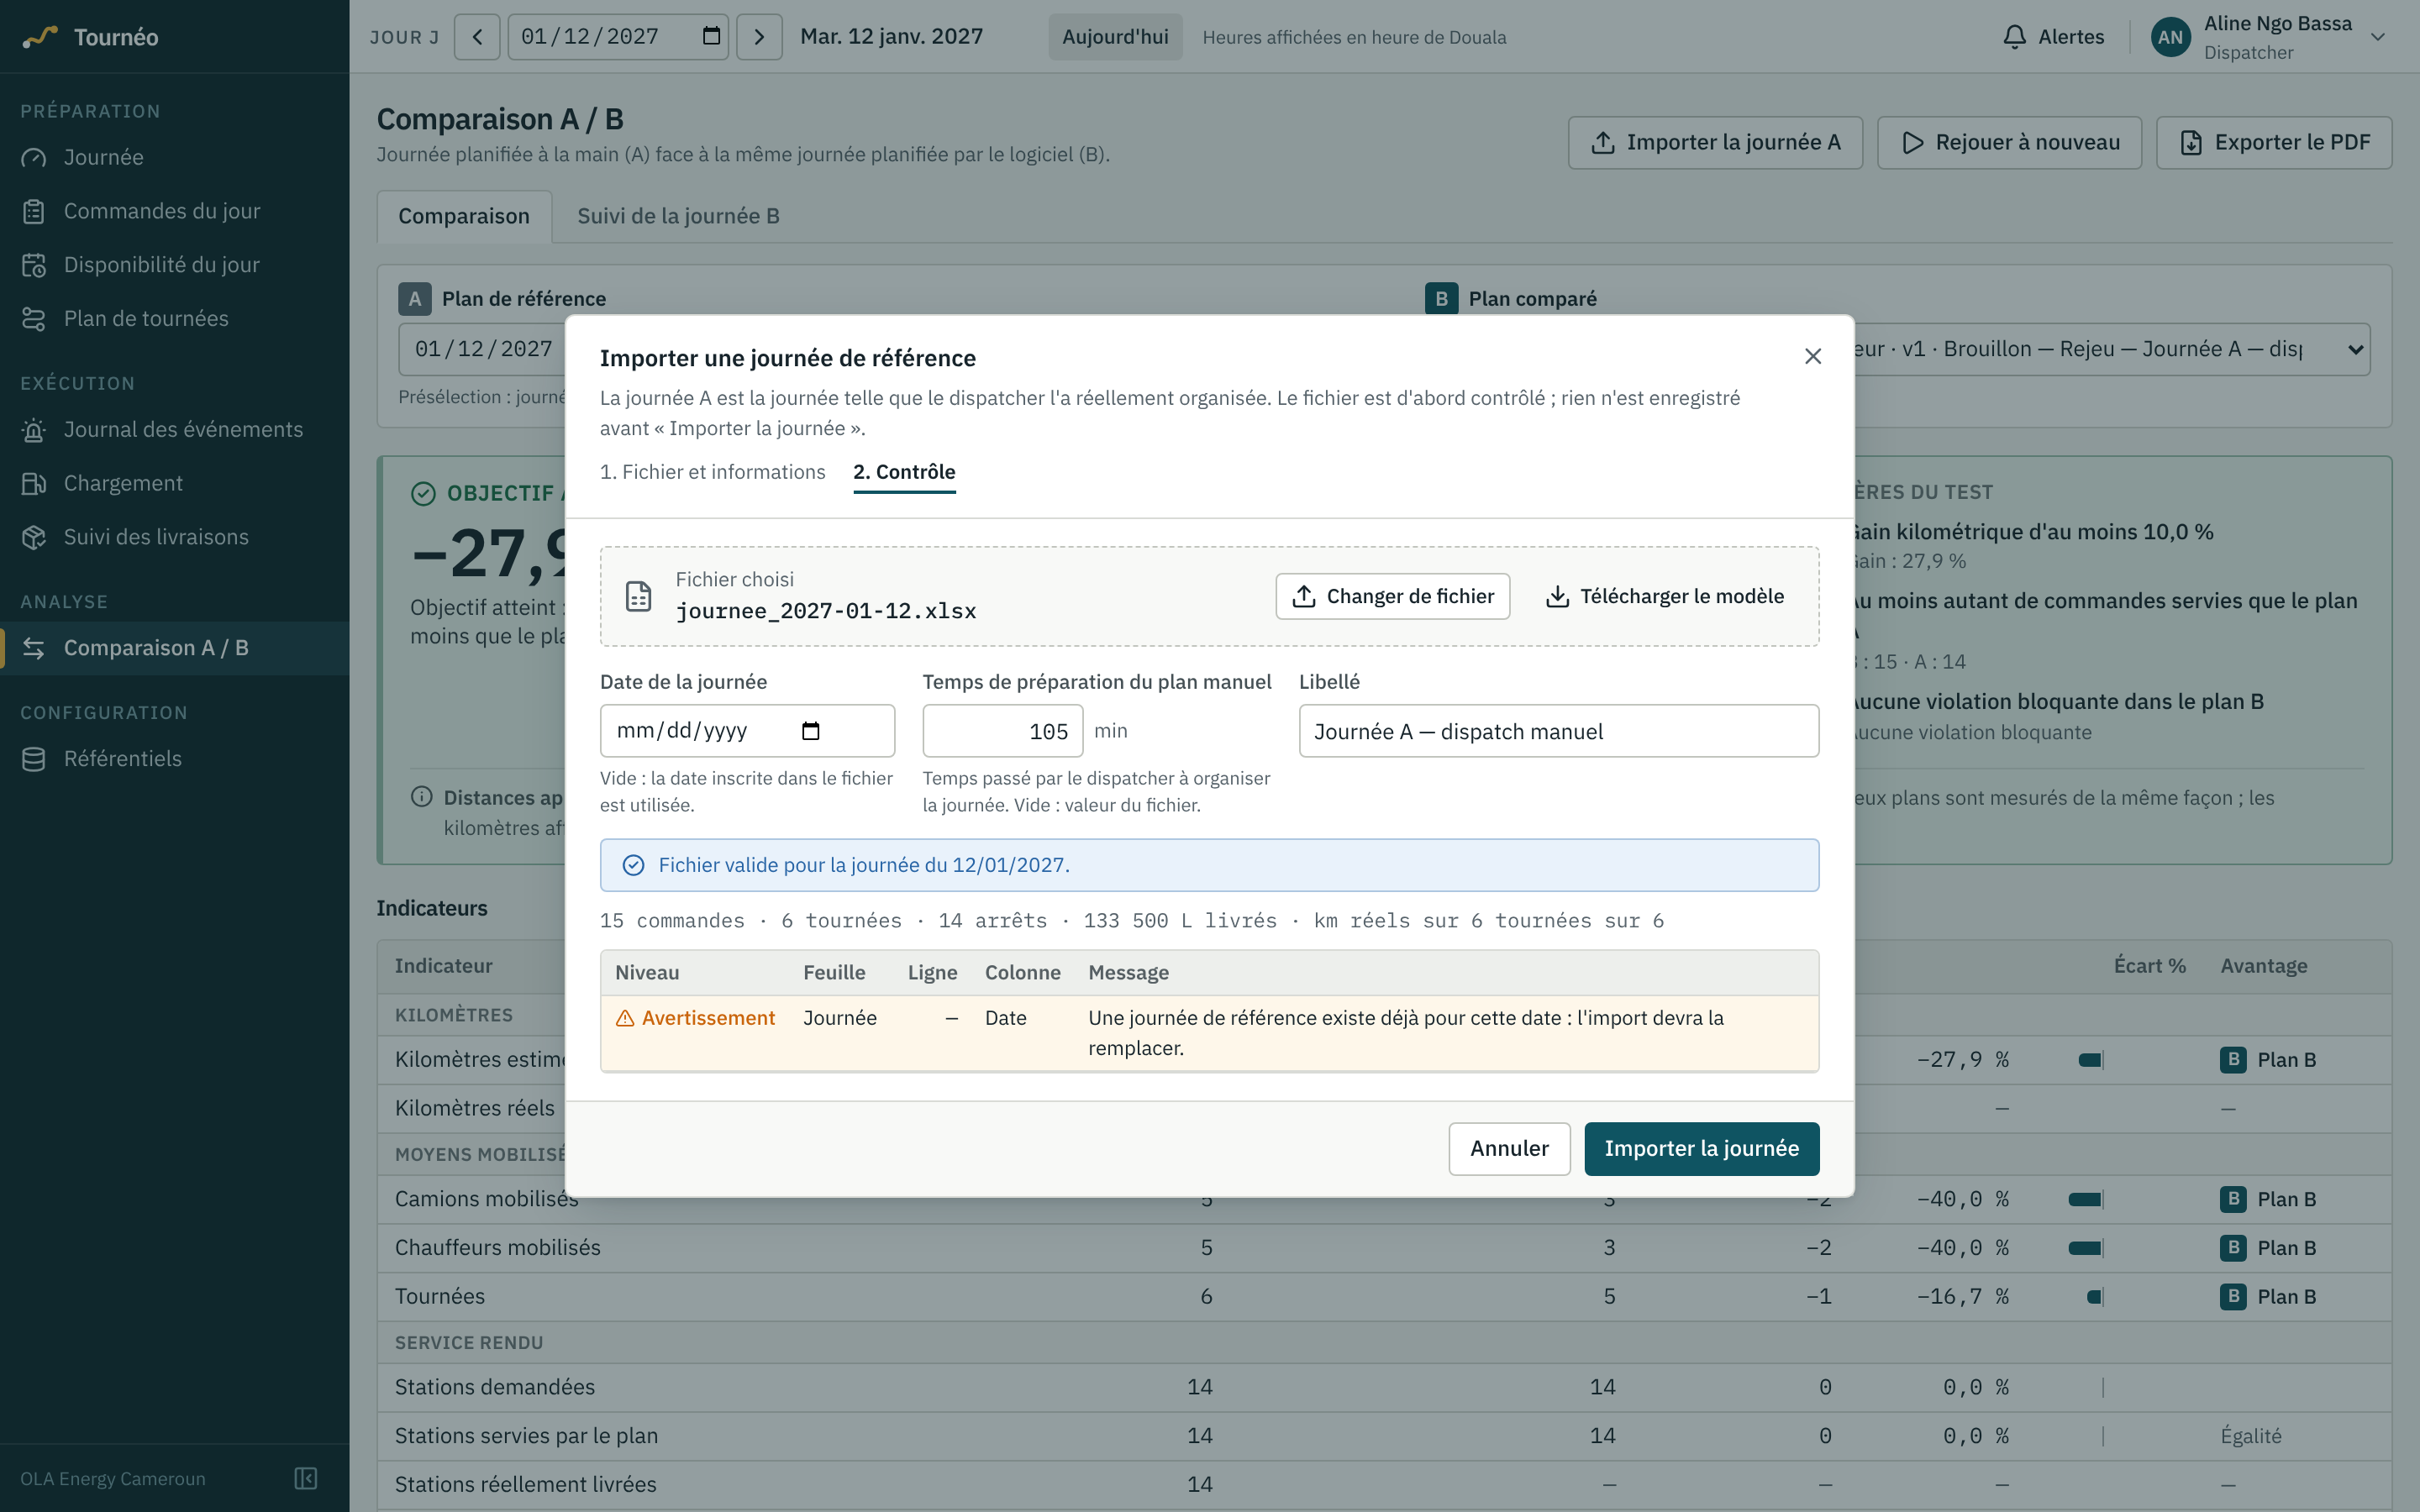 Tournéo
JOUR J
01/12/2027
Mar. 12 janv. 2027
Aujourd'hui
Heures affichées en heure de Douala
Alertes
AN
Aline Ngo Bassa
Dispatcher
PRÉPARATION
Journée
Commandes du jour
Disponibilité du jour
Plan de tournées
EXÉCUTION
Journal des événements
Chargement
Suivi des livraisons
ANALYSE
Comparaison A / B
CONFIGURATION
Référentiels
OLA Energy Cameroun
Comparaison A / B
Journée planifiée à la main (A) face à la même journée planifiée par le logiciel (B).
Importer la journée A
Rejouer à nouveau
Exporter le PDF
Comparaison
Suivi de la journée B
A Plan de référence
B Plan comparé
01/12/2027
eur · v1 · Brouillon — Rejeu — Journée A — disp
Présélection :
Importer une journée de référence
La journée A est la journée telle que le dispatcher l'a réellement organisée. Le fichier est d'abord contrôlé ; rien n'est enregistré
avant « Importer la journée ».
1. Fichier et informations
2. Contrôle
Fichier choisi
journee_2027-01-12.xlsx
Changer de fichier
Télécharger le modèle
Date de la journée
Temps de préparation du plan manuel
Libellé
mm/dd/yyyy
105
min
Journée A — dispatch manuel
Vide : la date inscrite dans le fichier
est utilisée.
Temps passé par le dispatcher à organiser
la journée. Vide : valeur du fichier.
Fichier valide pour la journée du 12/01/2027.
15 commandes · 6 tournées · 14 arrêts · 133 500 L livrés · km réels sur 6 tournées sur 6
Niveau Feuille Ligne Colonne Message
Avertissement Journée — Date Une journée de référence existe déjà pour cette date : l'import devra la
remplacer.
Annuler
Importer la journée
OBJECTIF
−27,9
Objectif atteint :
moins que le
Distances
kilomètres
ÈRES DU TEST
Gain kilométrique d'au moins 10,0 %
Gain : 27,9 %
Au moins autant de commandes servies que le plan
A
B : 15 · A : 14
Aucune violation bloquante dans le plan B
Aucune violation bloquante
eux plans sont mesurés de la même façon ; les
Indicateurs
Indicateur Écart % Avantage
KILOMÈTRES
Kilomètres −27,9 % B Plan B
Kilomètres réels — —
MOYENS MOBILISÉ
Camions mobilisés 5 3 −2 −40,0 % B Plan B
Chauffeurs mobilisés 5 3 −2 −40,0 % B Plan B
Tournées 6 5 −1 −16,7 % B Plan B
SERVICE RENDU
Stations demandées 14 14 0 0,0 %
Stations servies par le plan 14 14 0 0,0 % Égalité
Stations réellement livrées 14 — — — —